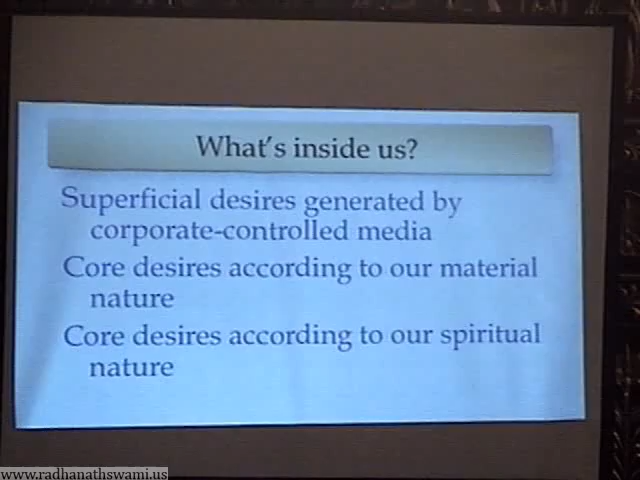 What's inside us?
Superficial desires generated by
corporate-controlled media
Core desires according to our material
nature
Core desires according to our spiritual
nature
www.radhanathswami.us